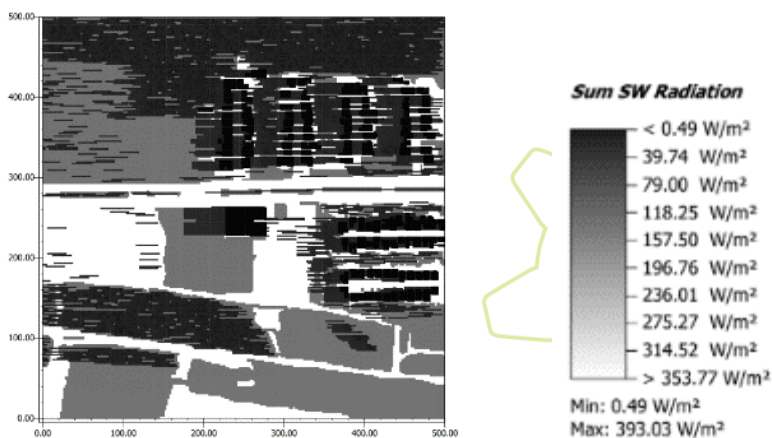 500.00
400.00
300.00
200.00
100.00
0.00
0.00 100.00 200.00 300.00 400.00 500.00
Sum SW Radiation
< 0.49 W/m²
39.74 W/m²
79.00 W/m²
118.25 W/m²
157.50 W/m²
196.76 W/m²
236.01 W/m²
275.27 W/m²
314.52 W/m²
> 353.77 W/m²
Min: 0.49 W/m²
Max: 393.03 W/m²